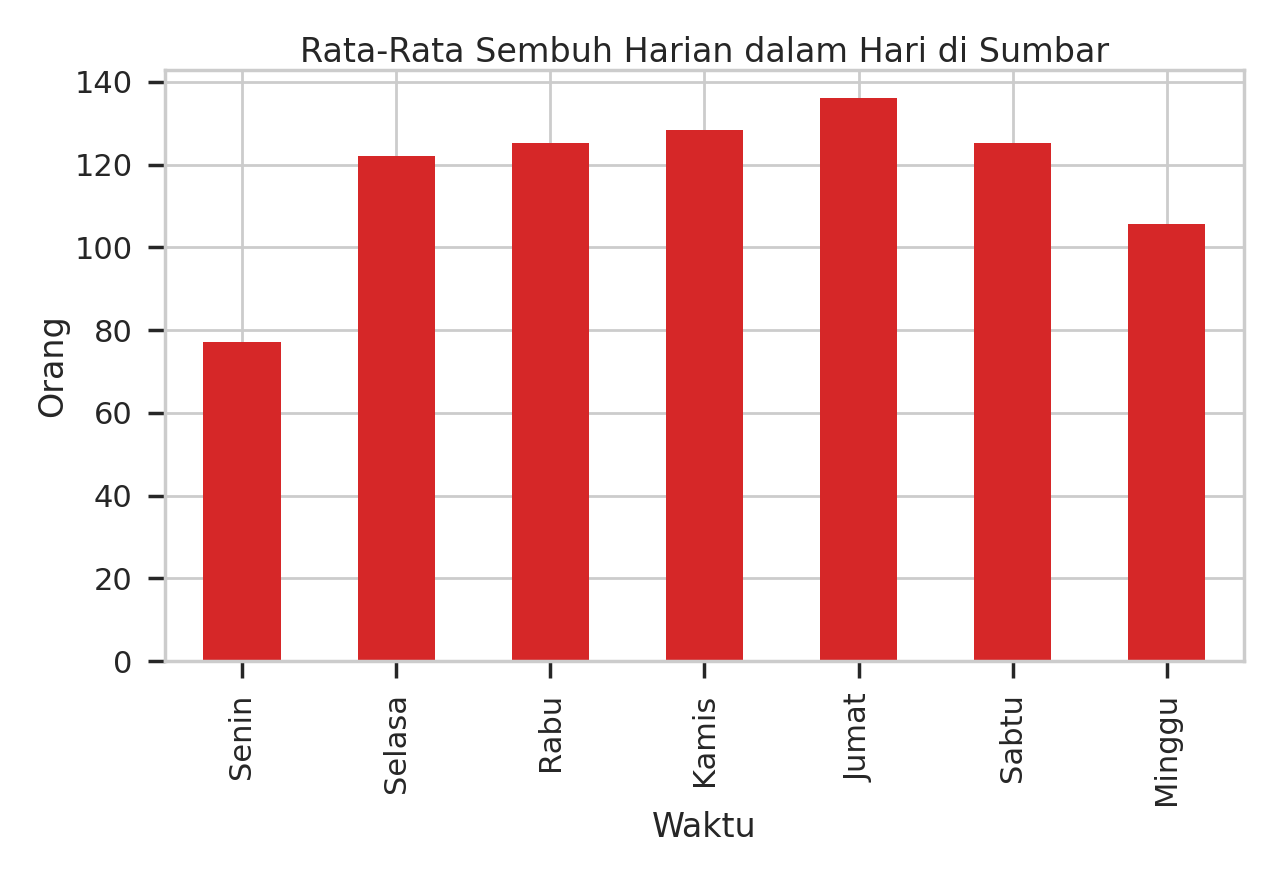 Rata-Rata Sembuh Harian dalam Hari di Sumbar
140
120
100
80
60
40
20
0
Orang
Senin
Selasa
Rabu
Kamis
Jumat
Sabtu
Minggu
Waktu